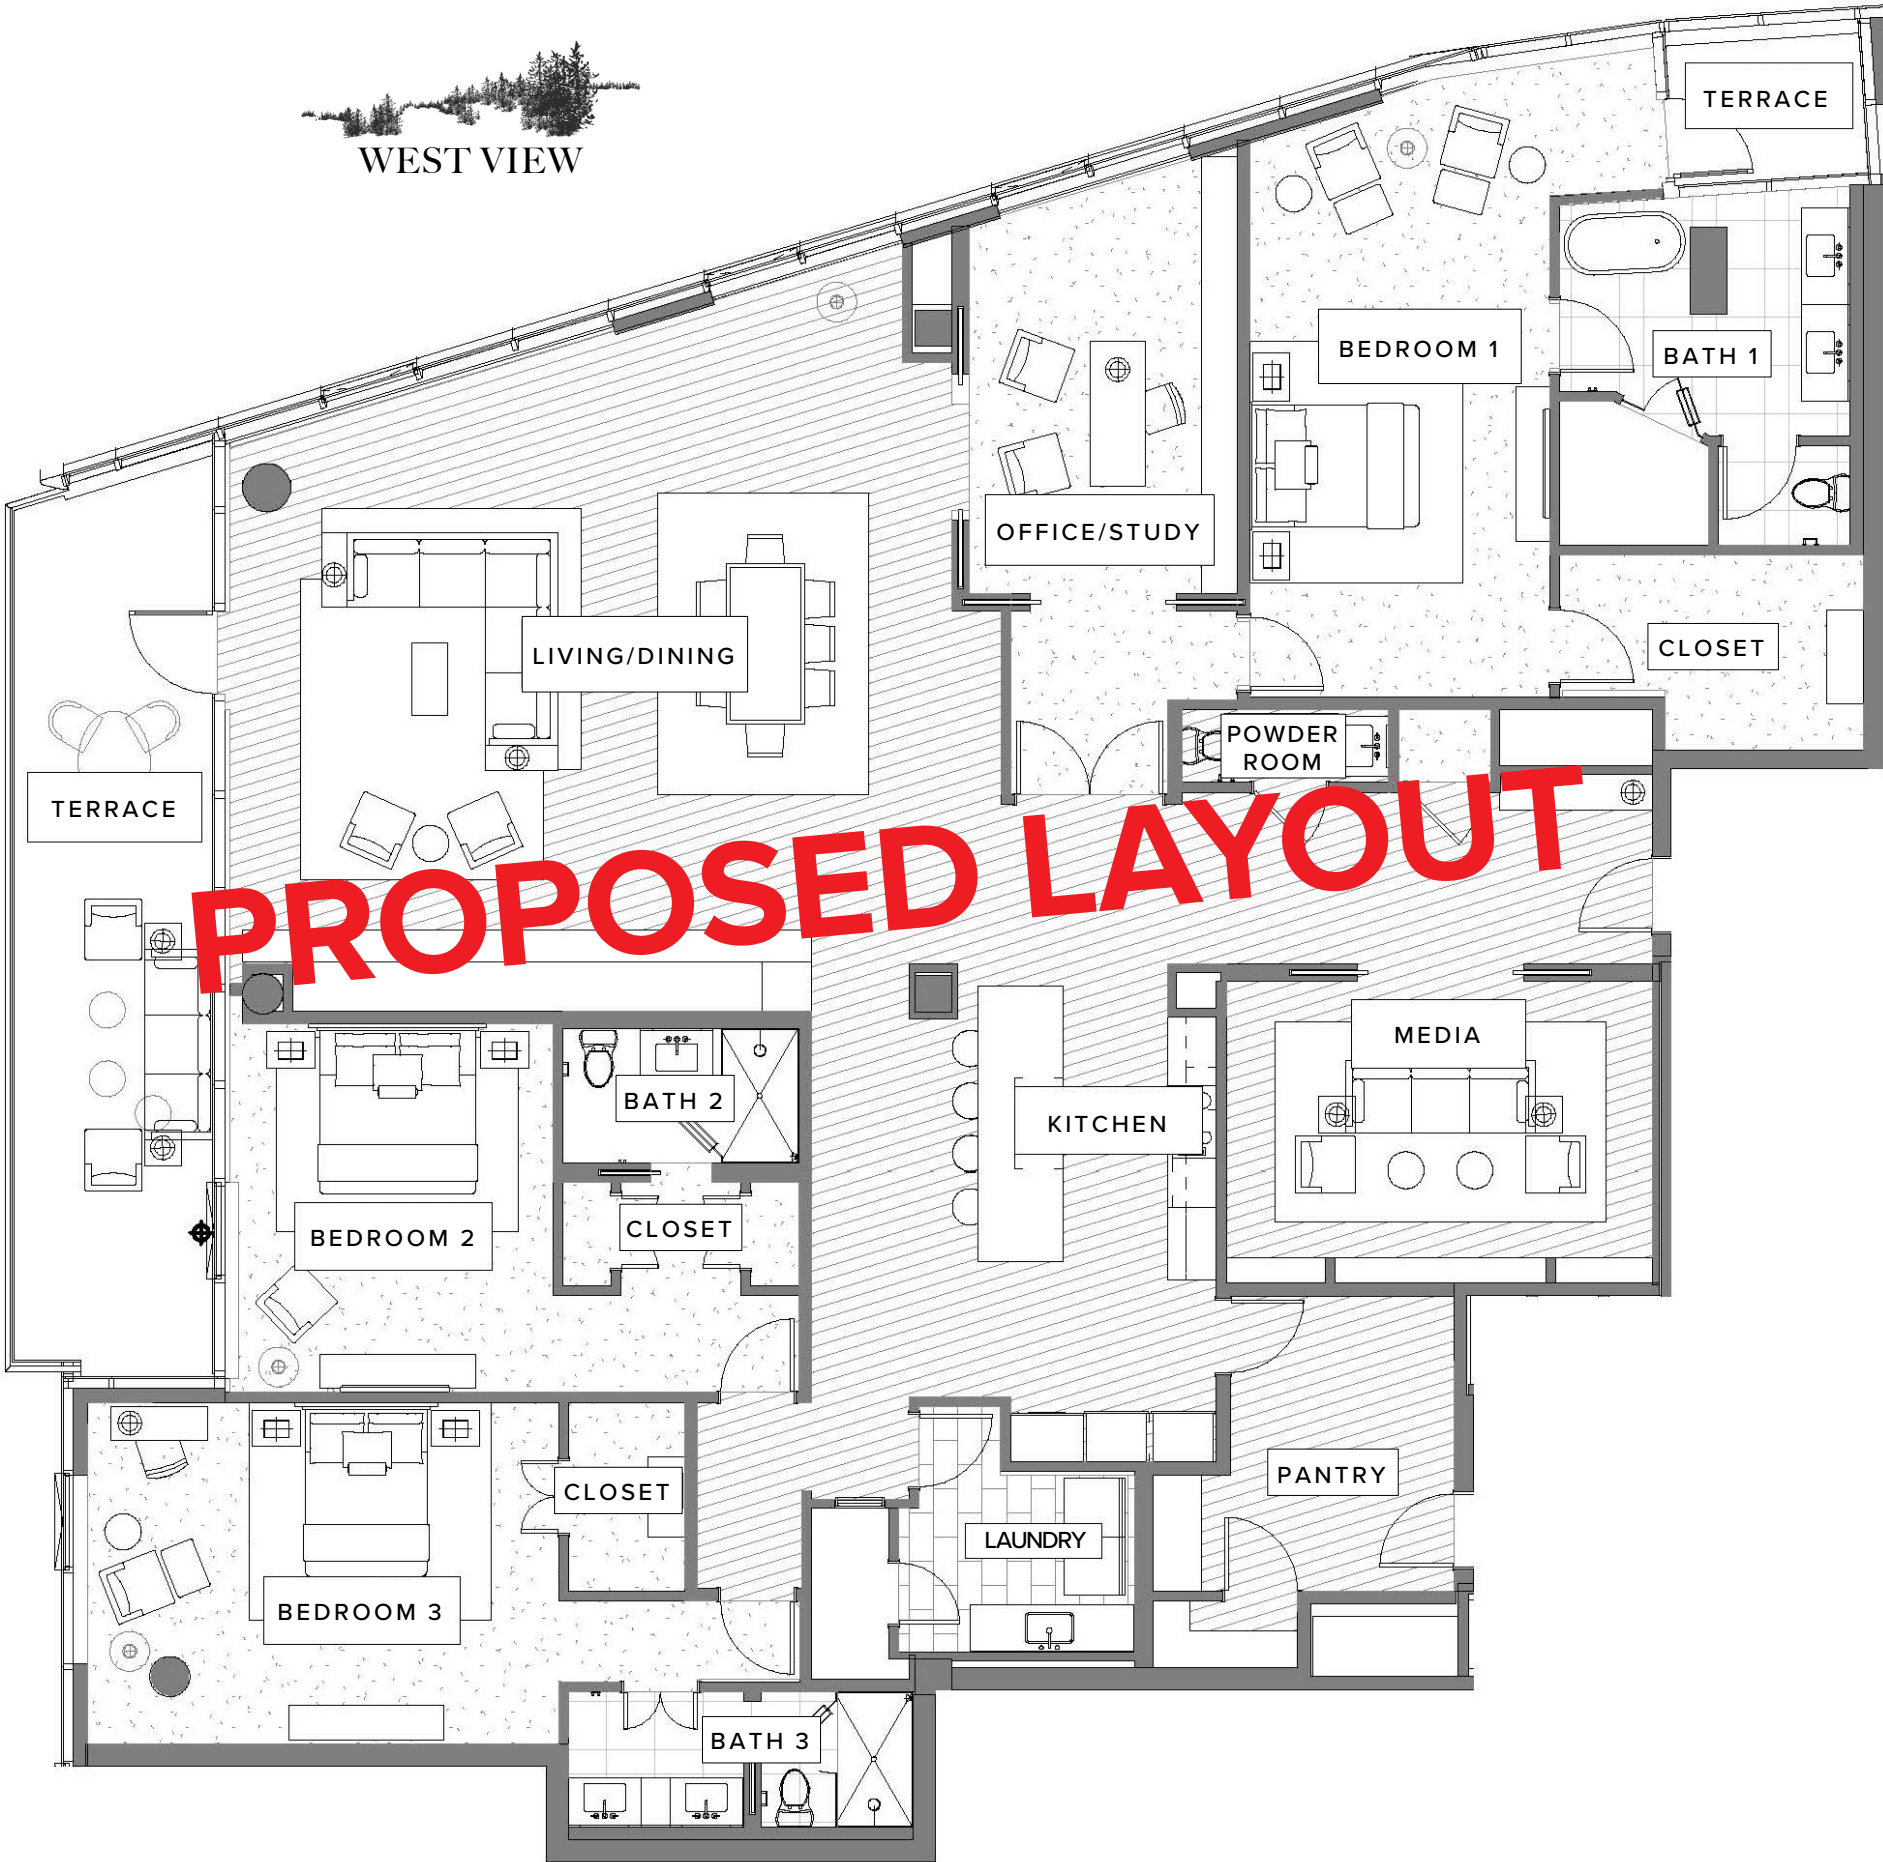 WEST VIEW
TERRACE
BEDROOM 1
BATH 1
OFFICE/STUDY
LIVING/DINING
CLOSET
POWDER
ROOM
TERRACE
PROPOSED LAYOUT
MEDIA
BATH 2
KITCHEN
CLOSET
BEDROOM 2
PANTRY
CLOSET
LAUNDRY
BEDROOM 3
BATH 3